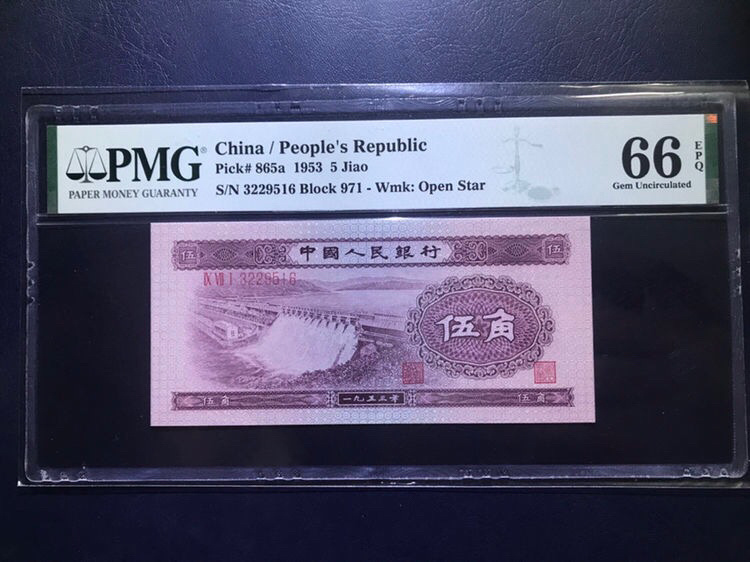 PMG®
PAPER MONEY GUARANTY
China / People's Republic
Pick# 865a 1953 5 Jiao
S/N 3229516 Block 971 - Wmk: Open Star
66 EPQ
Gem Uncirculated
伍 中國人民銀行 伍
IX VII I 3229516
伍角
伍角 一九五三年 伍角